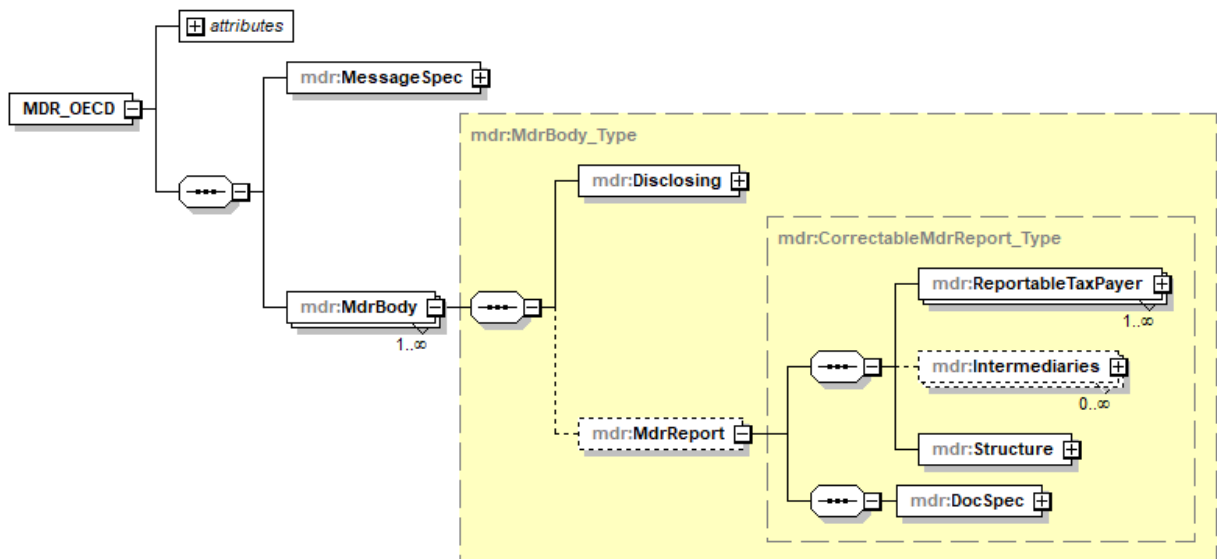 attributes
mdr:MessageSpec
MDR_OECD
mdr:MdrBody_Type
mdr:Disclosing
mdr:CorrectableMdrReport_Type
mdr:ReportableTaxPayer
1..∞
mdr:MdrBody
1..∞
mdr:Intermediaries
0..∞
mdr:MdrReport
mdr:Structure
mdr:DocSpec